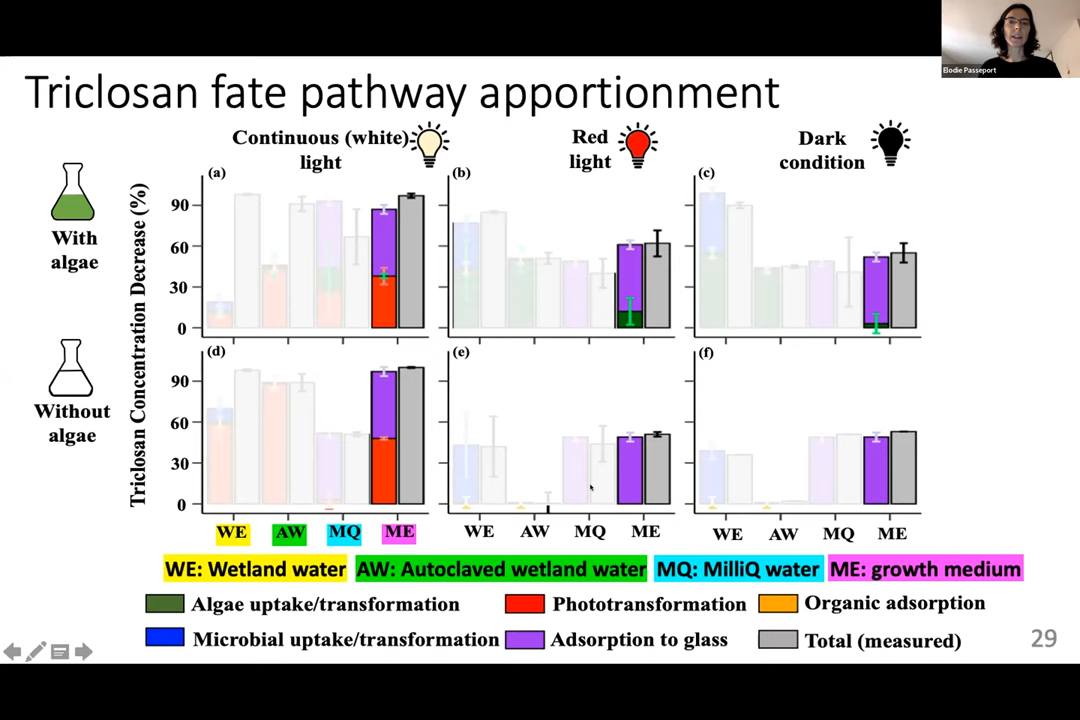 Elodie Passeport
Triclosan fate pathway apportionment
Continuous (white)
light
Red
light
Dark
condition
With
algae
Without
algae
Triclosan Concentration Decrease (%)
(a)
(b)
(c)
90
60
30
0
(d)
(e)
(f)
90
60
30
0
WE AW MQ ME WE AW MQ ME WE AW MQ ME
WE: Wetland water AW: Autoclaved wetland water MQ: MilliQ water ME: growth medium
Algae uptake/transformation Phototransformation Organic adsorption
Microbial uptake/transformation Adsorption to glass Total (measured)
29